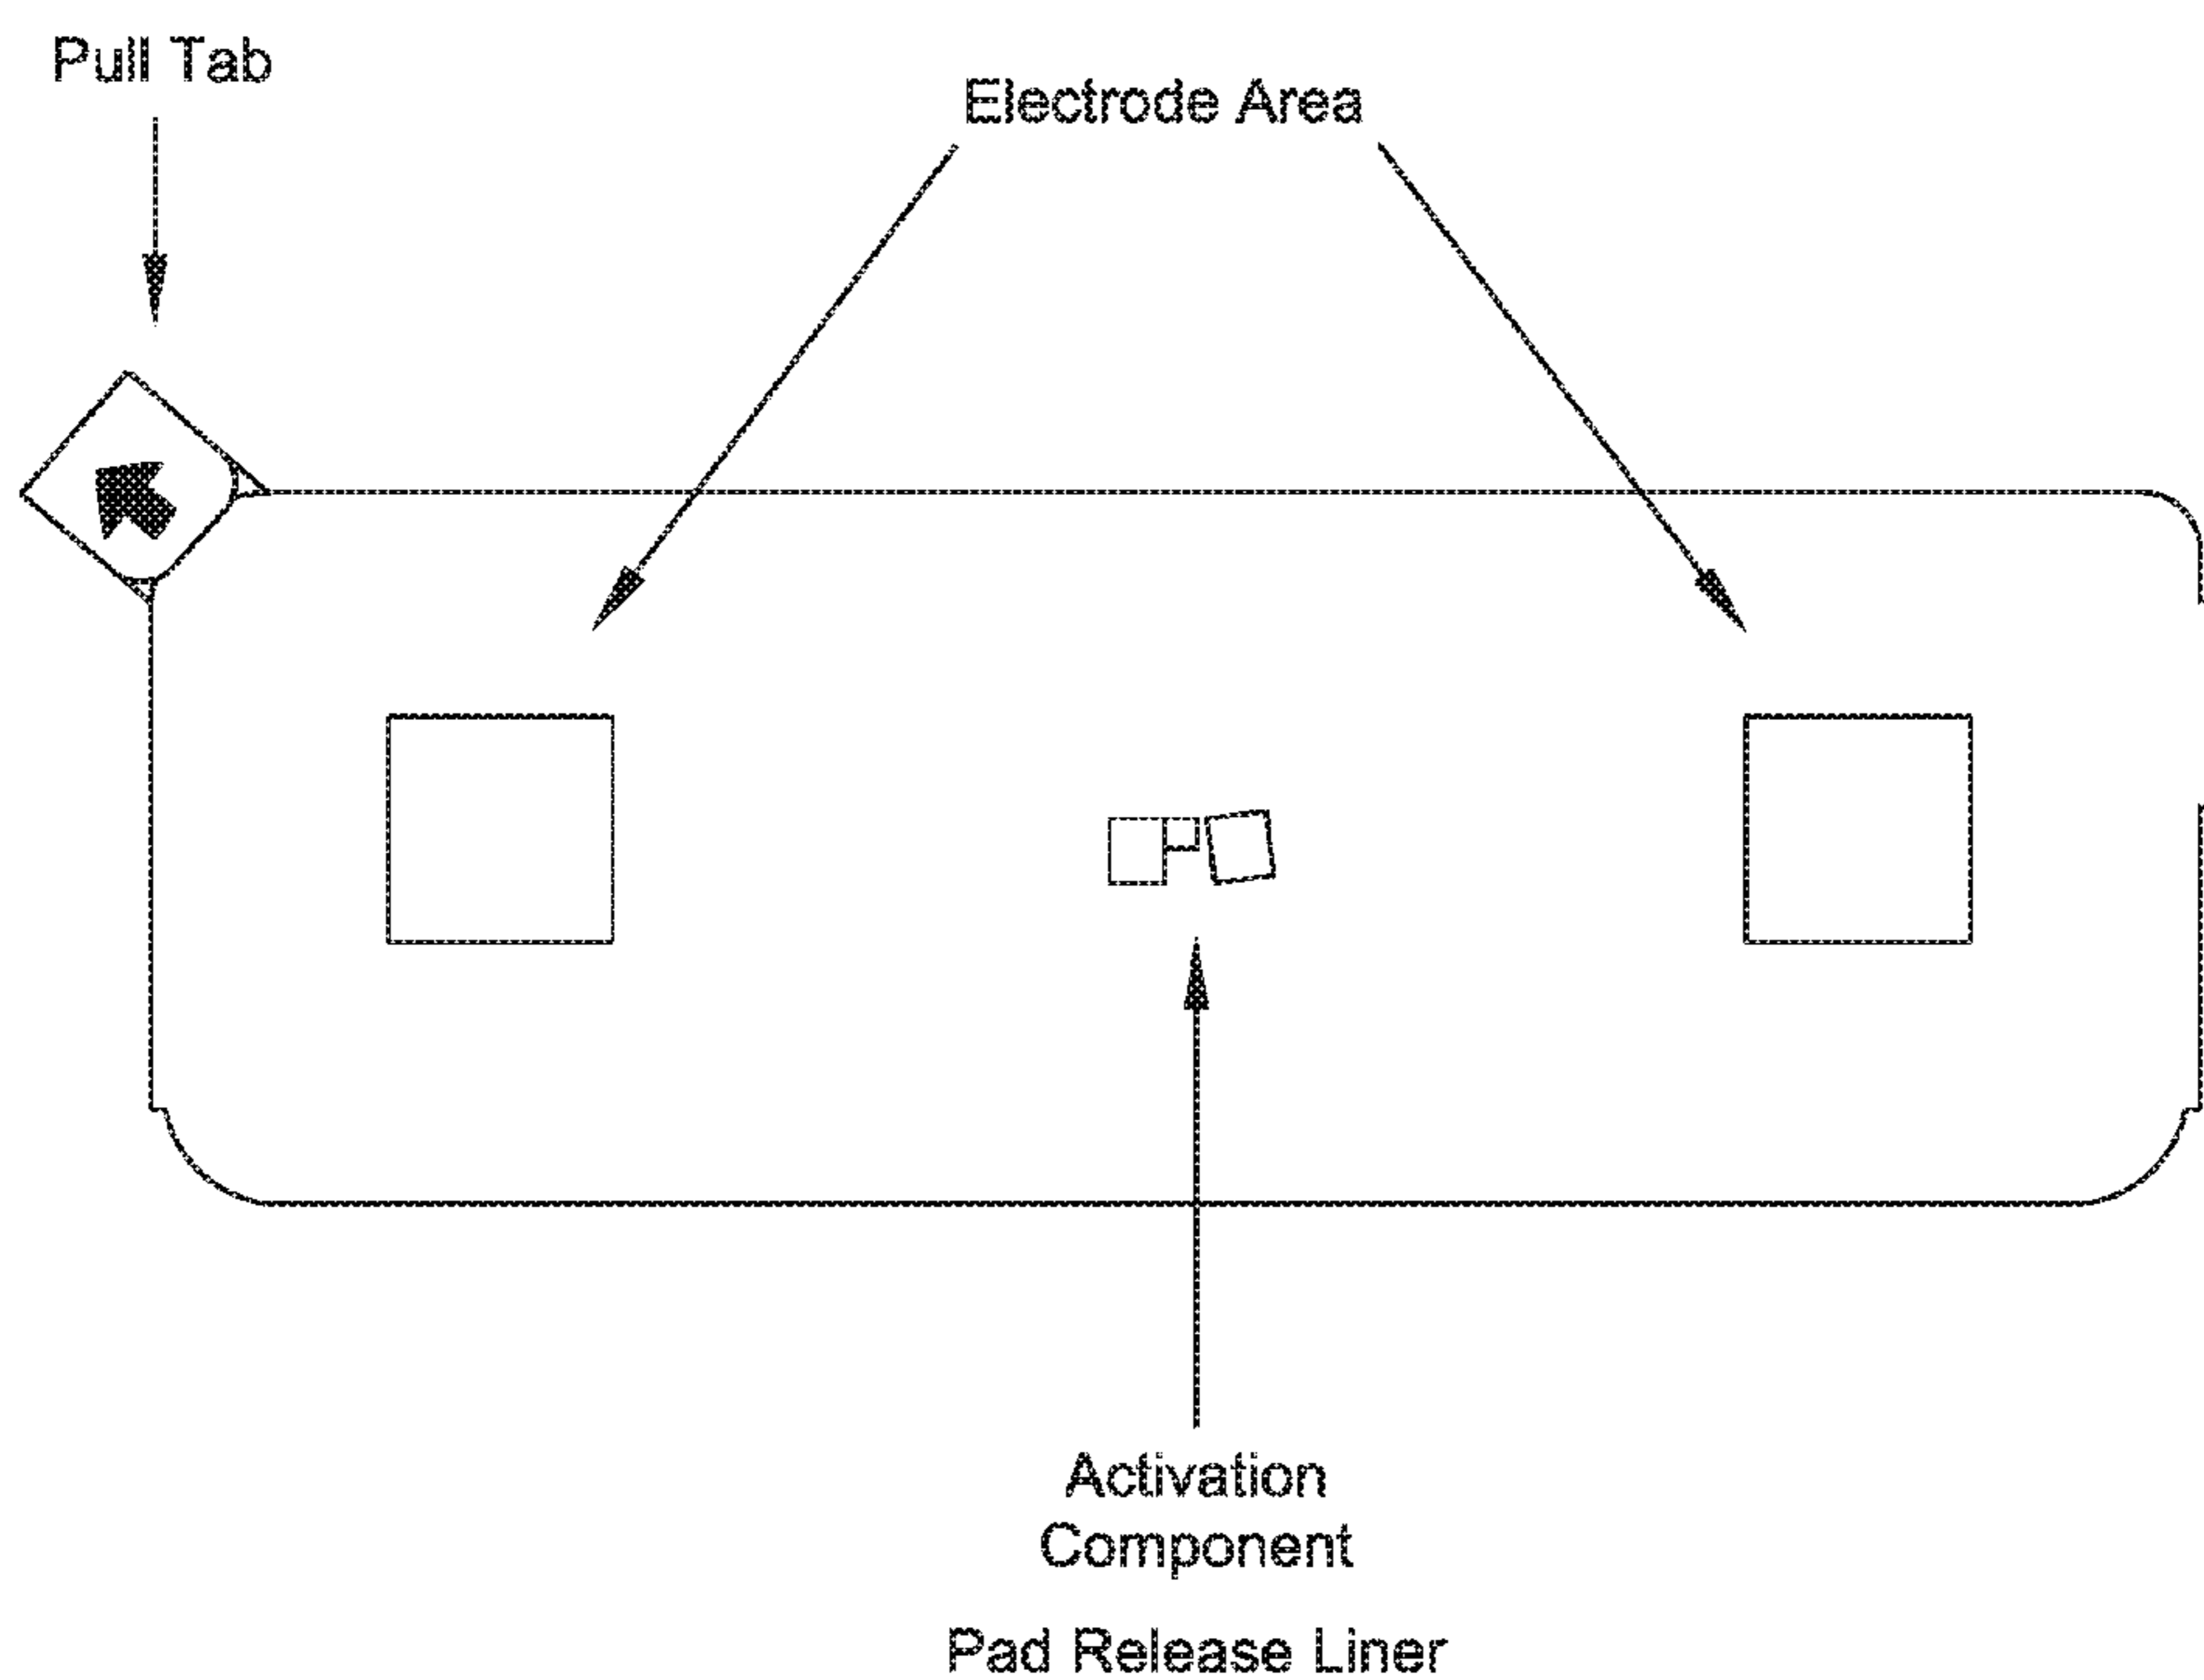 Pull Tab
Electrode Area
Activation
Component
Pad Release Liner